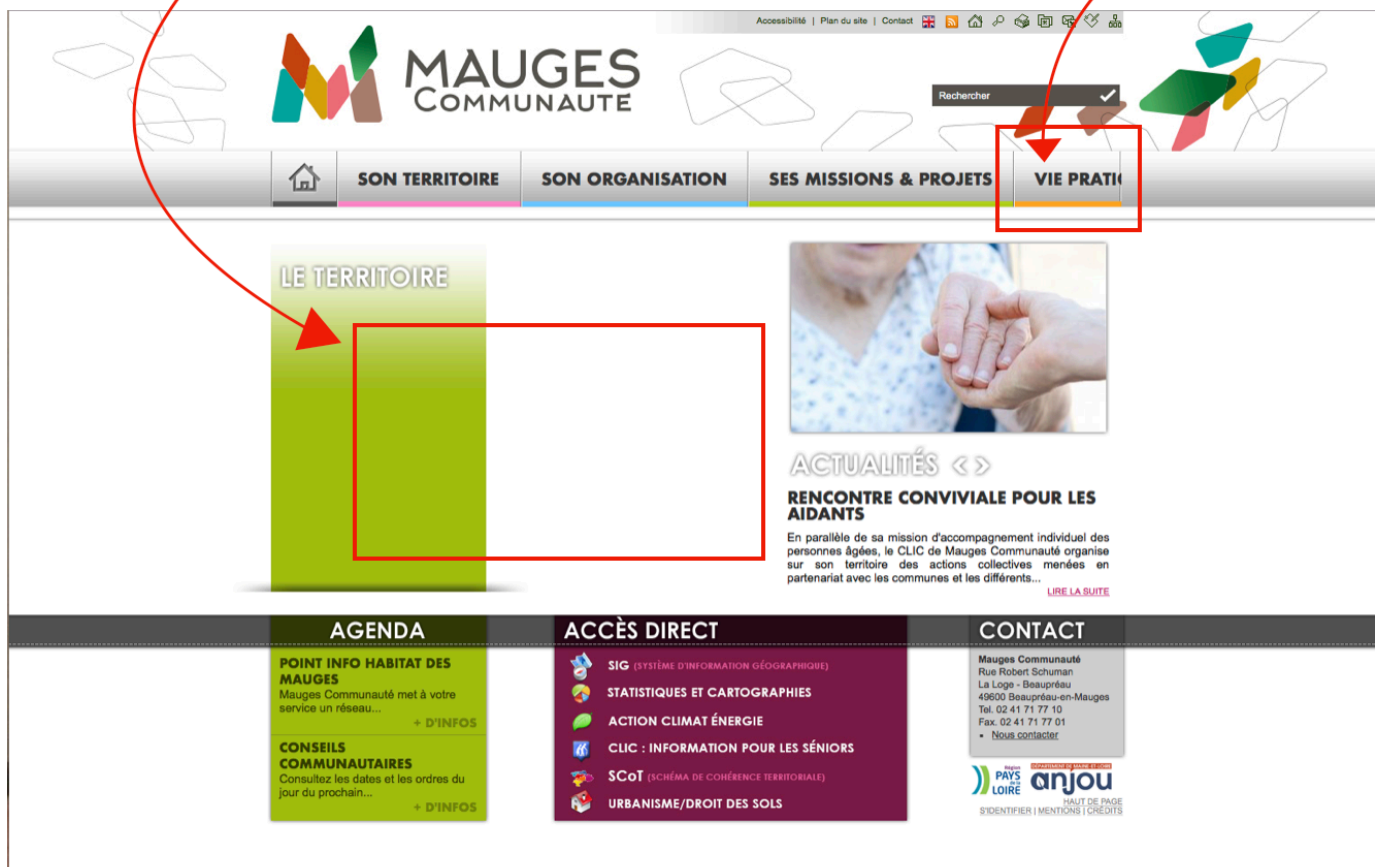 Accessibilité | Plan du site | Contact
MAUGES
COMMUNAUTÉ
Rechercher
SON TERRITOIRE
SON ORGANISATION
SES MISSIONS & PROJETS
VIE PRATI
LE TERRITOIRE
ACTUALITÉS < >
RENCONTRE CONVIVIALE POUR LES
AIDANTS
En parallèle de sa mission d'accompagnement individuel des
personnes âgées, le CLIC de Mauges Communauté organise
sur son territoire des actions collectives menées en
partenariat avec les communes et les différents...
LIRE LA SUITE
AGENDA
POINT INFO HABITAT DES
MAUGES
Mauges Communauté met à votre
service un réseau...
+ D'INFOS
CONSEILS
COMMUNAUTAIRES
Consultez les dates et les ordres du
jour du prochain...
+ D'INFOS
ACCÈS DIRECT
SIG (SYSTÈME D'INFORMATION GÉOGRAPHIQUE)
STATISTIQUES ET CARTOGRAPHIES
ACTION CLIMAT ÉNERGIE
CLIC : INFORMATION POUR LES SÉNIORS
SCoT (SCHÉMA DE COHÉRENCE TERRITORIALE)
URBANISME/DROIT DES SOLS
CONTACT
Mauges Communauté
Rue Robert Schuman
La Loge - Beaupréau
49600 Beaupréau-en-Mauges
Tel. 02 41 71 77 10
Fax. 02 41 71 77 01
• Nous contacter
Région
PAYS
de la
LOIRE
DÉPARTEMENT DE MAINE-ET-LOIRE
anjou
HAUT DE PAGE
S'IDENTIFIER | MENTIONS | CRÉDITS